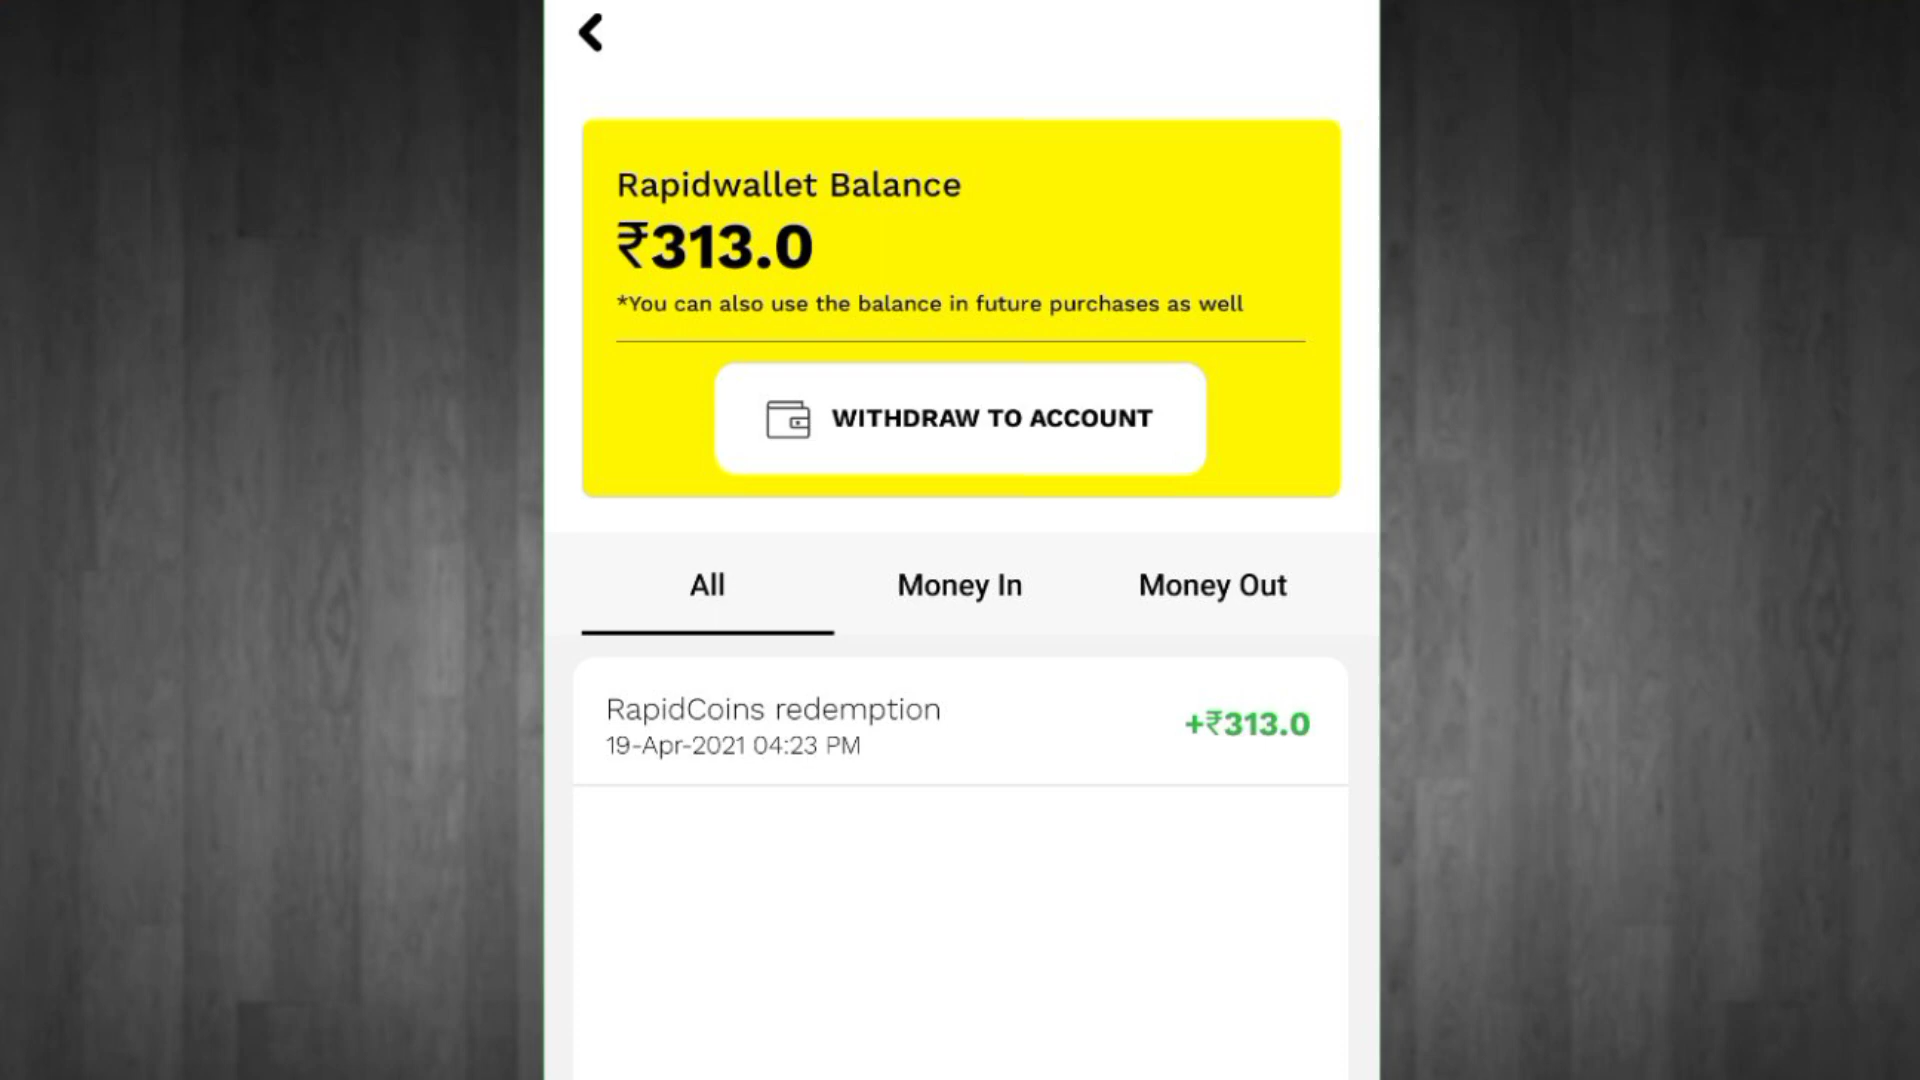 Rapidwallet Balance
₹313.0
*You can also use the balance in future purchases as well
WITHDRAW TO ACCOUNT
All Money In Money Out
RapidCoins redemption
+₹313.0
19-Apr-2021 04:23 PM